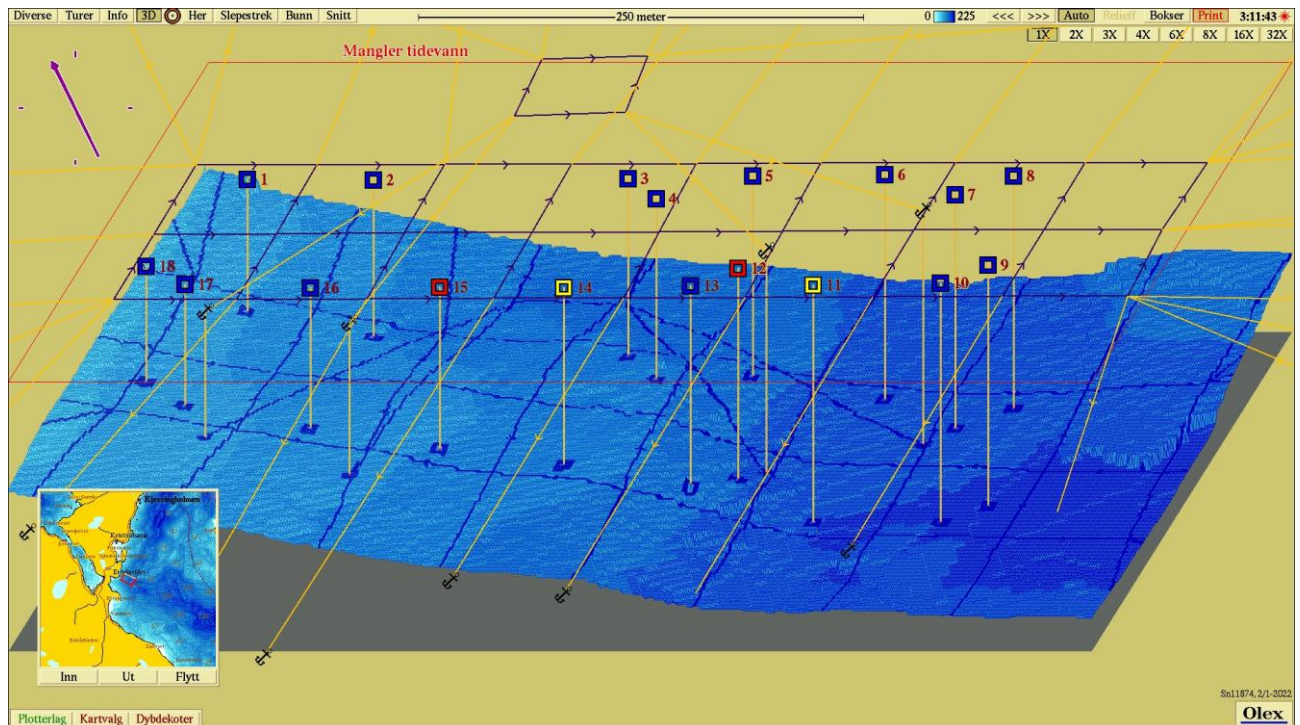 Diverse Turer Info 3D Her Slepestrek Bunn Snitt 250 meter 0 225 <<< >>> Auto Relieff Bokser Print 3:11:43
1X 2X 3X 4X 6X 8X 16X 32X
Mangler tidevann
1 2 3 4 5 6 7 8
18 17 16 15 14 13 12 11 10 9
Kjerringholmen
Inn Ut Flytt
Sn11874, 2/1-2022
Plotterlag Kartvalg Dybdekoter
Olex